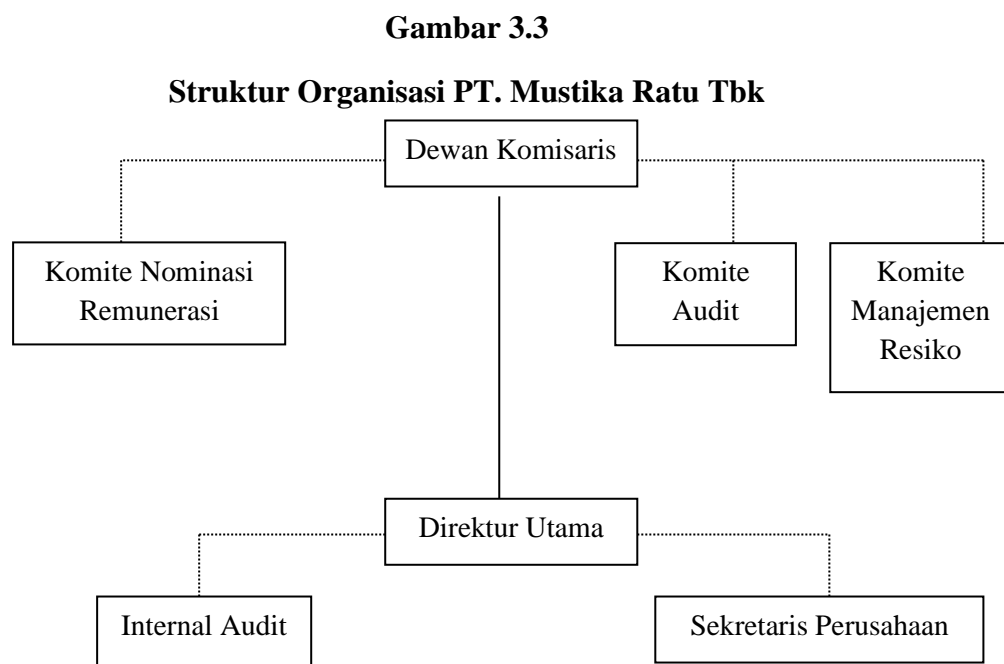 Gambar 3.3
Struktur Organisasi PT. Mustika Ratu Tbk
Dewan Komisaris
Komite Nominasi
Remunerasi
Komite
Audit
Komite
Manajemen
Resiko
Direktur Utama
Internal Audit
Sekretaris Perusahaan